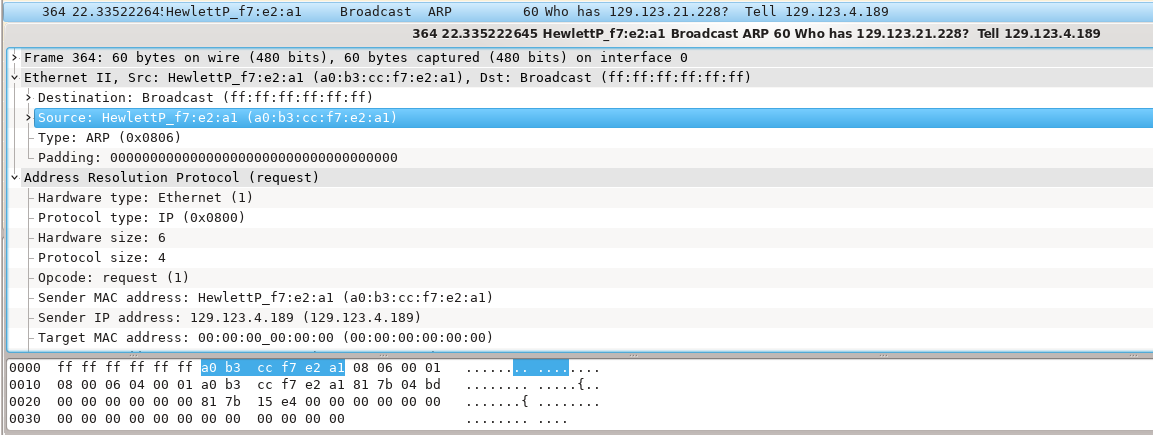 364 22.335222645 HewlettP_f7:e2:a1 Broadcast ARP 60 Who has 129.123.21.228? Tell 129.123.4.189
364 22.335222645 HewlettP_f7:e2:a1 Broadcast ARP 60 Who has 129.123.21.228? Tell 129.123.4.189
Frame 364: 60 bytes on wire (480 bits), 60 bytes captured (480 bits) on interface 0
Ethernet II, Src: HewlettP_f7:e2:a1 (a0:b3:cc:f7:e2:a1), Dst: Broadcast (ff:ff:ff:ff:ff:ff)
Destination: Broadcast (ff:ff:ff:ff:ff:ff)
Source: HewlettP_f7:e2:a1 (a0:b3:cc:f7:e2:a1)
Type: ARP (0x0806)
Padding: 000000000000000000000000000000000000
Address Resolution Protocol (request)
Hardware type: Ethernet (1)
Protocol type: IP (0x0800)
Hardware size: 6
Protocol size: 4
Opcode: request (1)
Sender MAC address: HewlettP_f7:e2:a1 (a0:b3:cc:f7:e2:a1)
Sender IP address: 129.123.4.189 (129.123.4.189)
Target MAC address: 00:00:00_00:00:00 (00:00:00:00:00:00)
0000 ff ff ff ff ff ff a0 b3 cc f7 e2 a1 08 06 00 01 ........ ........
0010 08 00 06 04 00 01 a0 b3 cc f7 e2 a1 81 7b 04 bd ........ .....{..
0020 00 00 00 00 00 00 81 7b 15 e4 00 00 00 00 00 00 .......{ ........
0030 00 00 00 00 00 00 00 00 00 00 00 00 ........ ....